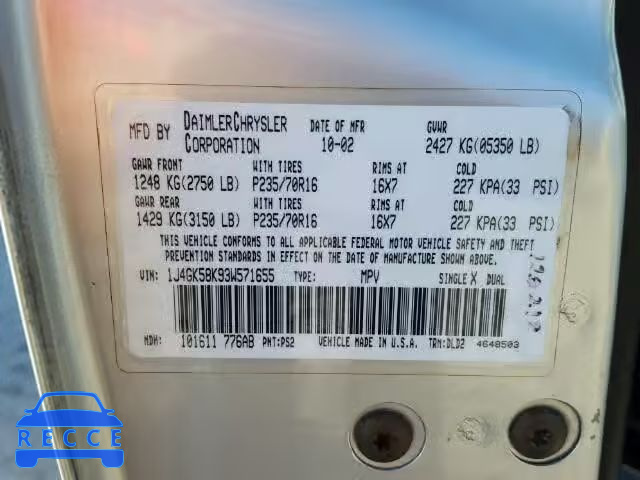 MFD BY DAIMLERCHRYSLER CORPORATION DATE OF MFR 10-02 GVWR 2427 KG(05350 LB)
GAWR FRONT WITH TIRES RIMS AT COLD
1248 KG(2750 LB) P235/70R16 16X7 227 KPA(33 PSI)
GAWR REAR WITH TIRES RIMS AT COLD
1429 KG(3150 LB) P235/70R16 16X7 227 KPA(33 PSI)
THIS VEHICLE CONFORMS TO ALL APPLICABLE FEDERAL MOTOR VEHICLE SAFETY AND THEFT
PREVENTION STANDARDS IN EFFECT ON THE DATE OF MANUFACTURE SHOWN ABOVE.
VIN: 1J4GK58K93W571655 TYPE: MPV SINGLE X DUAL
MDH: 101611 776AB PNT:PS2 VEHICLE MADE IN U.S.A. TRM:DLD2 4648503
RECCE